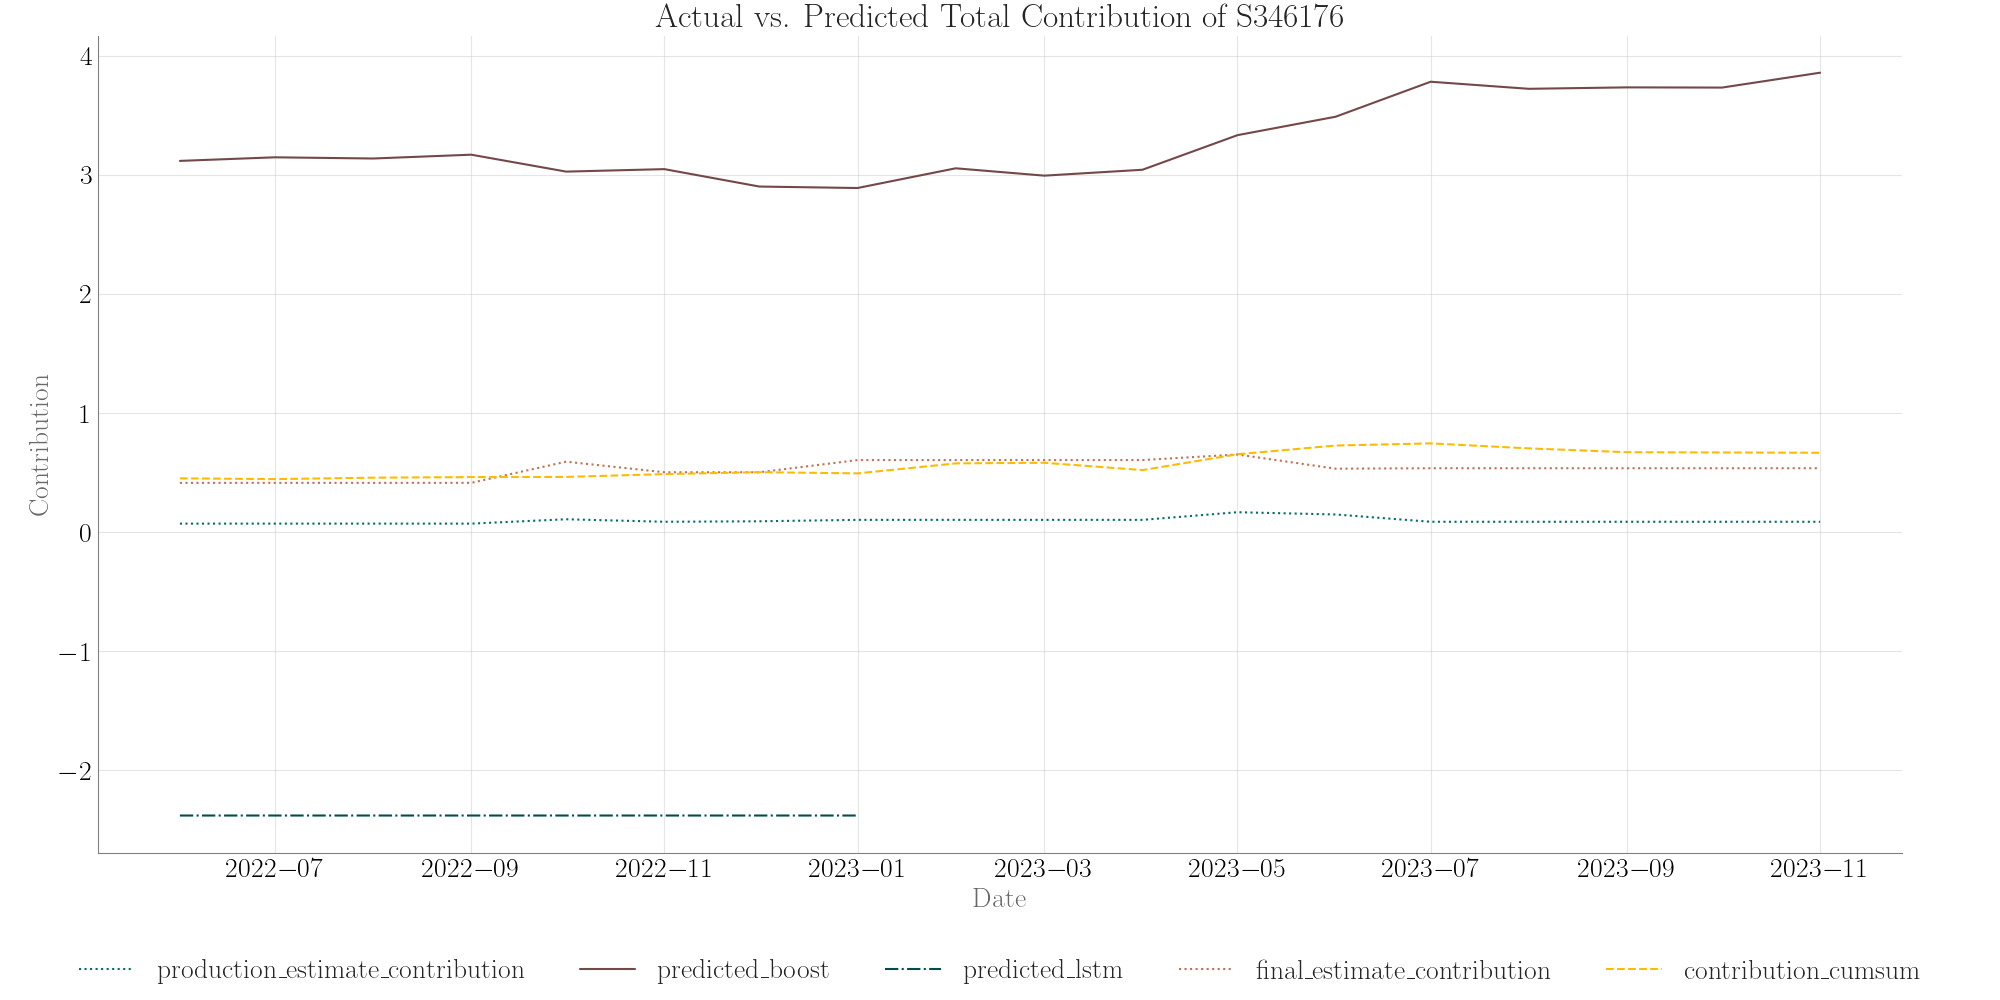 Actual vs. Predicted Total Contribution of S346176
4
3
2
1
0
−1
−2
Contribution
2022−07
2022−09
2022−11
2023−01
2023−03
2023−05
2023−07
2023−09
2023−11
Date
production_estimate_contribution
predicted_boost
predicted_lstm
final_estimate_contribution
contribution_cumsum